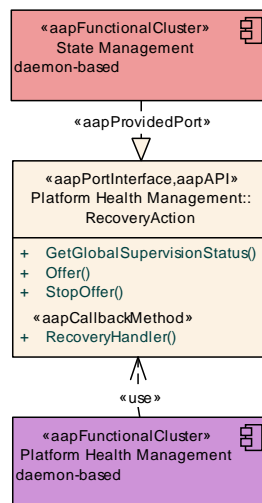 «aapFunctionalCluster»
State Management
daemon-based
«aapProvidedPort»
«aapPortInterface,aapAPI»
Platform Health Management::
RecoveryAction
+ GetGlobalSupervisionStatus()
+ Offer()
+ StopOffer()
«aapCallbackMethod»
+ RecoveryHandler()
«use»
«aapFunctionalCluster»
Platform Health Management
daemon-based